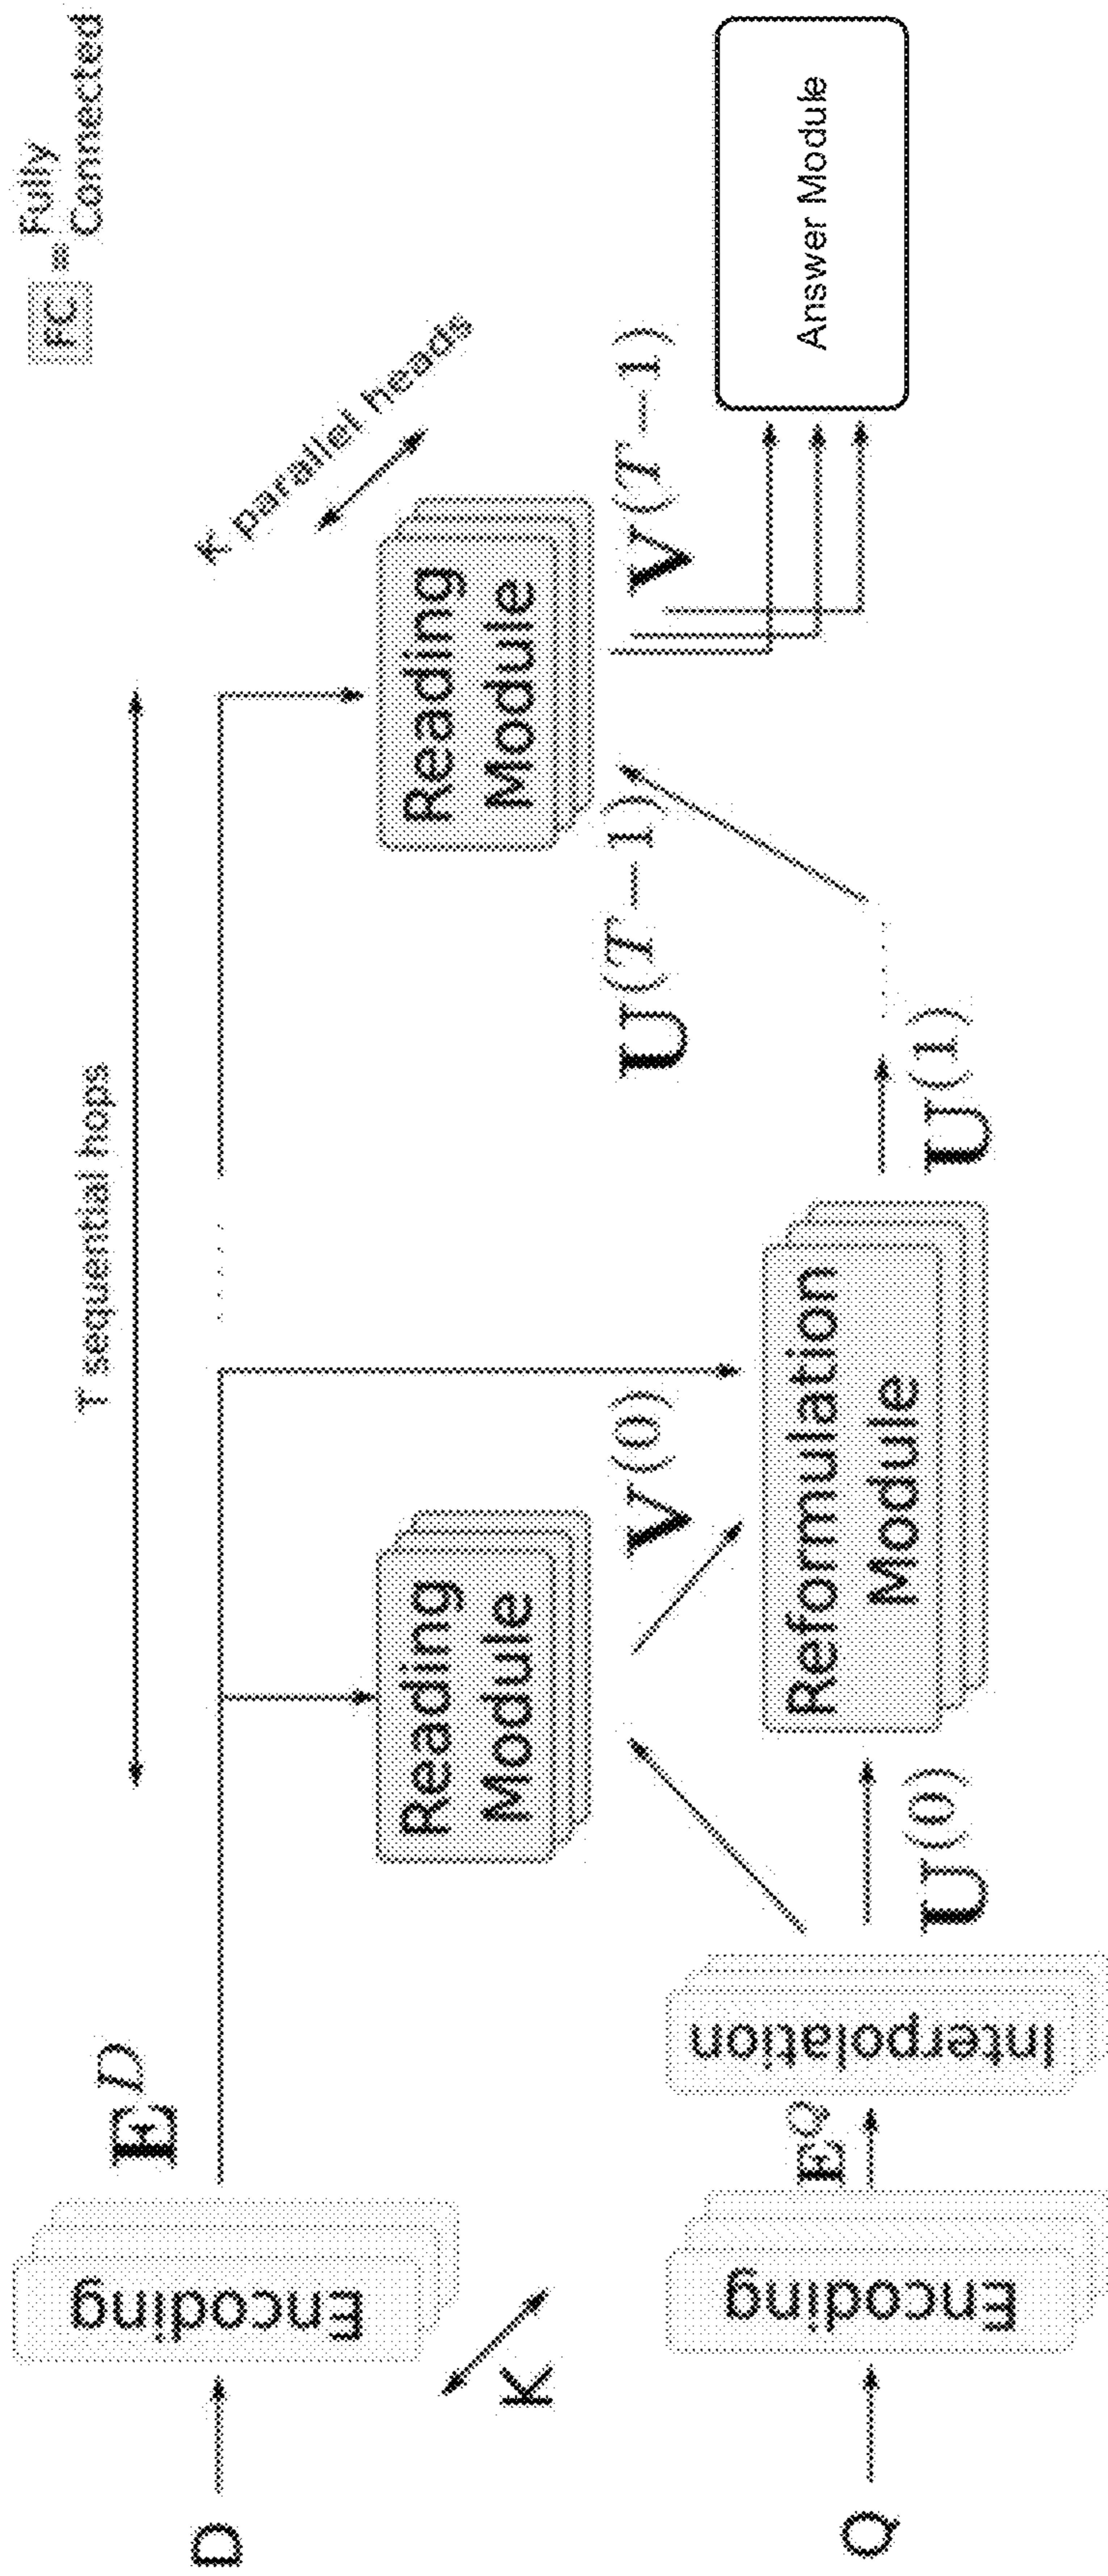 FC = Fully
Connected
T sequential hops
K parallel heads
D
Encoding
E^D
K
Reading
Module
V^(0)
Reading
Module
V^(T−1)
U^(T−1)
Answer Module
Q
Encoding
E^Q
Interpolation
U^(0)
Reformulation
Module
U^(1)